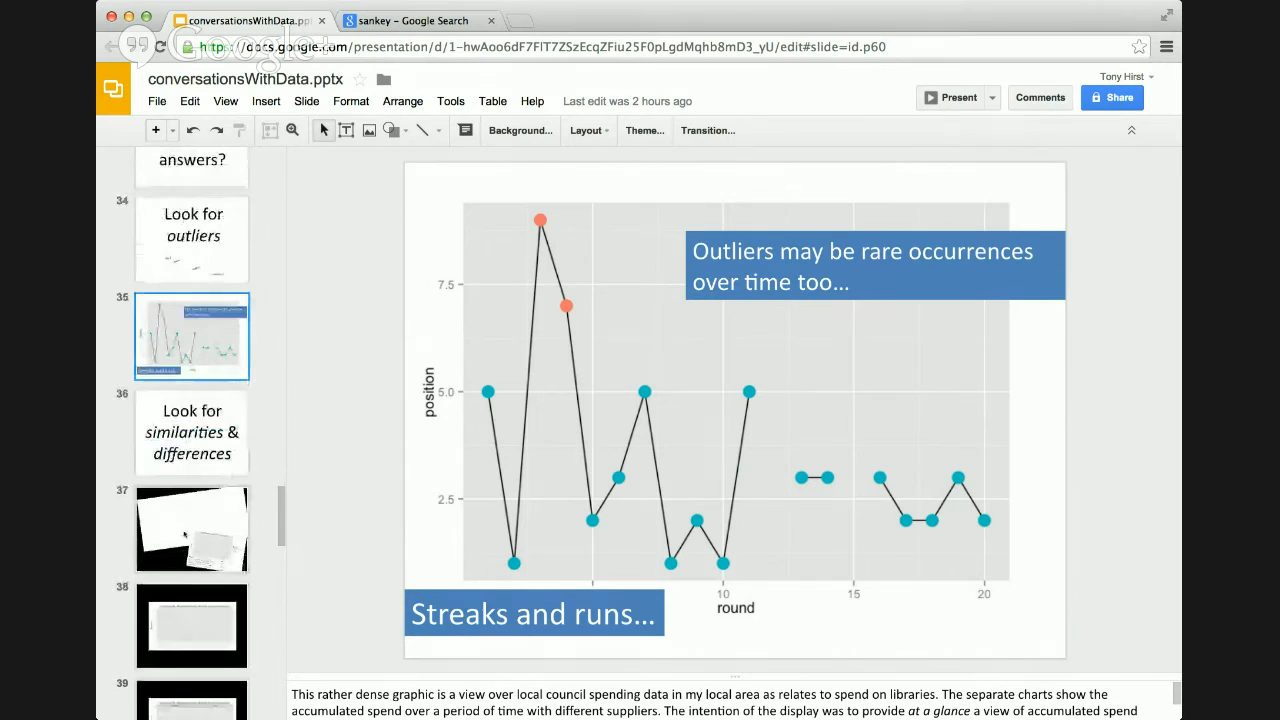 conversationsWithData.pp
sankey - Google Search
Google+
https://docs.google.com/presentation/d/1-hwAoo6dF7FlT7ZSzEcqZFiu25F0pLgdMqhb8mD3_yU/edit#slide=id.p60
conversationsWithData.pptx
Tony Hirst
File Edit View Insert Slide Format Arrange Tools Table Help Last edit was 2 hours ago
Present Comments Share
Background... Layout Theme... Transition...
answers?
34
Look for
outliers
35
36
Look for
similarities &
differences
37
38
39
Outliers may be rare occurrences
over time too...
7.5
5.0
2.5
position
10 15 20
round
Streaks and runs...
This rather dense graphic is a view over local council spending data in my local area as relates to spend on libraries. The separate charts show the
accumulated spend over a period of time with different suppliers. The intention of the display was to provide at a glance a view of accumulated spend